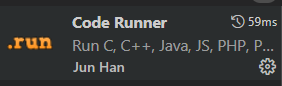 Code Runner 59ms
.run
Run C, C++, Java, JS, PHP, P...
Jun Han